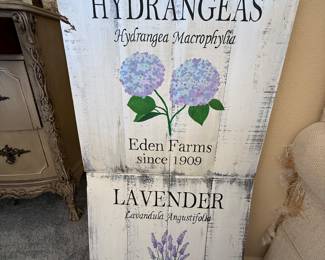 HYDRANGEAS
Hydrangea Macrophylla
Eden Farms
since 1909
LAVENDER
Lavandula Angustifolia